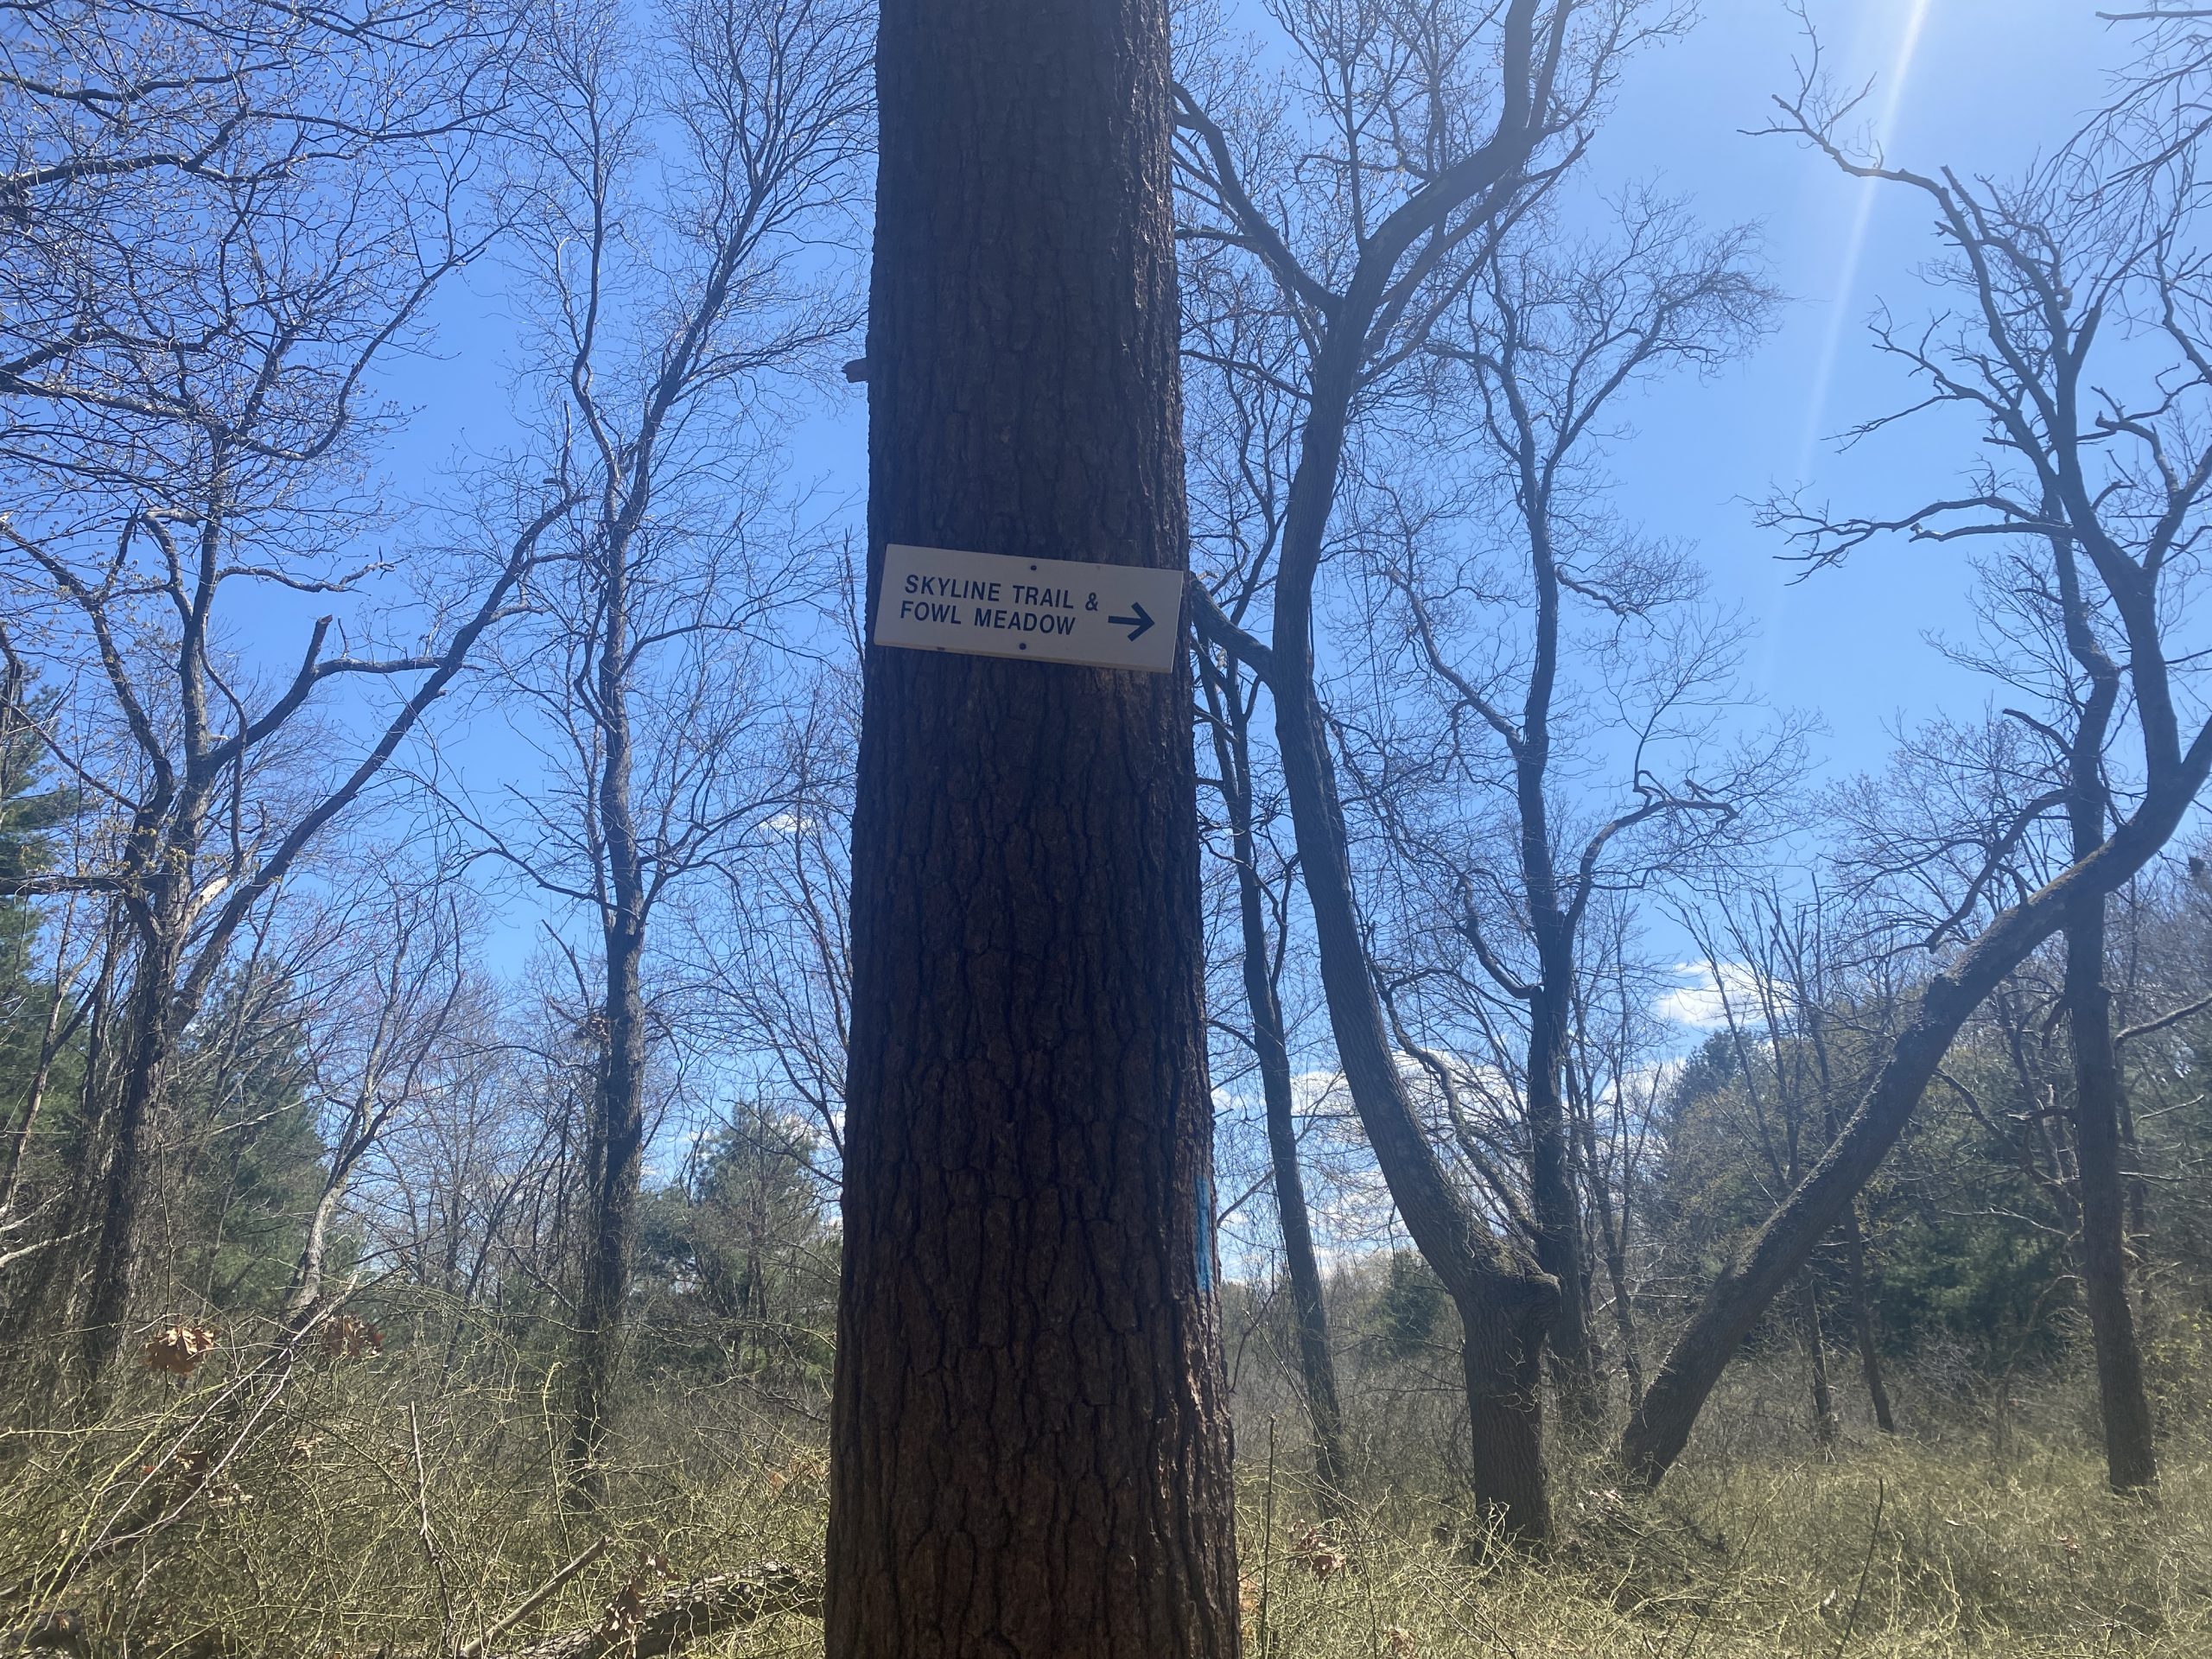 SKYLINE TRAIL &
FOWL MEADOW →